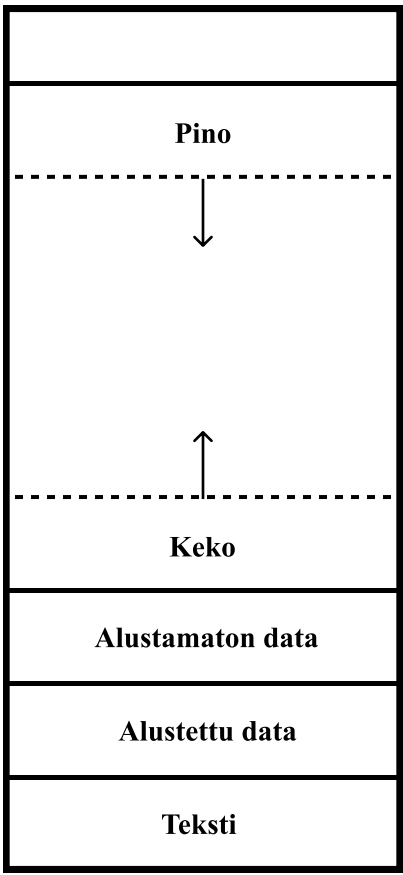 Pino
Keko
Alustamaton data
Alustettu data
Teksti